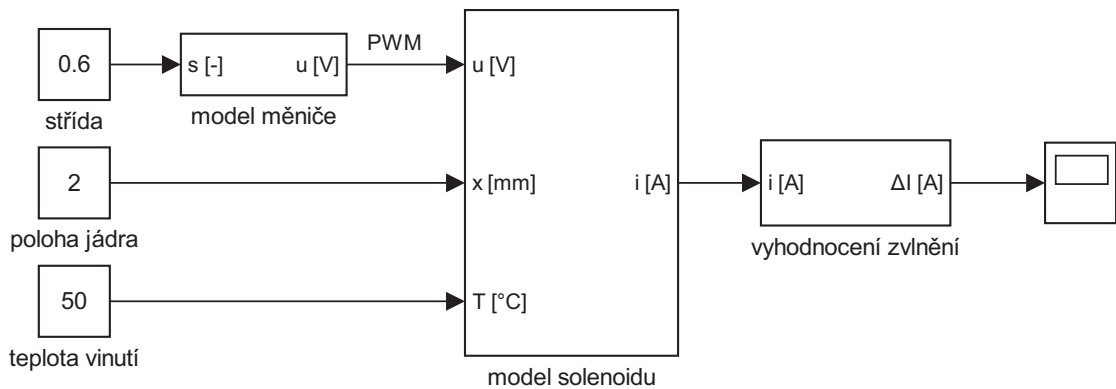 PWM
0.6
s [-]
u [V]
u [V]
střída
model měniče
2
x [mm]
i [A]
i [A]
ΔI [A]
poloha jádra
vyhodnocení zvlnění
50
T [°C]
teplota vinutí
model solenoidu